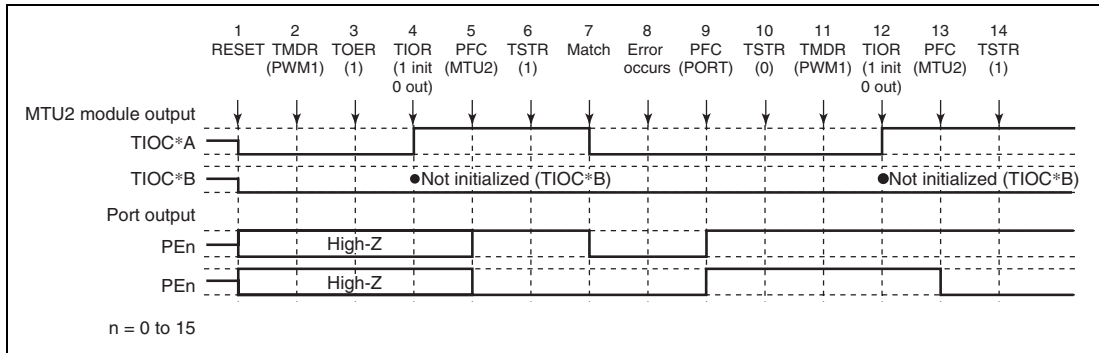 1 2 3 4 5 6 7 8 9 10 11 12 13 14
RESET TMDR TOER TIOR PFC TSTR Match Error PFC TSTR TMDR TIOR PFC TSTR
(PWM1) (1) (1 init (MTU2) (1) occurs (PORT) (0) (PWM1) (1 init (MTU2) (1)
0 out) 0 out)
MTU2 module output
TIOC*A
TIOC*B ●Not initialized (TIOC*B) ●Not initialized (TIOC*B)
Port output
PEn High-Z
PEn High-Z
n = 0 to 15